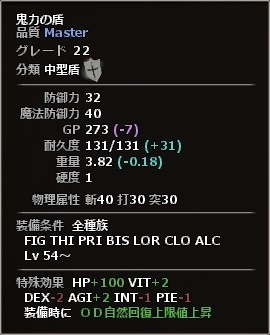 鬼力の盾
品質 Master
グレード 22
分類 中型盾
防御力 32
魔法防御力 40
GP 273 (-7)
耐久度 131/131 (+31)
重量 3.82 (-0.18)
硬度 1
物理属性 斬40 打30 突30
装備条件 全種族
FIG THI PRI BIS LOR CLO ALC
Lv 54～
特殊効果 HP+100 VIT+2
DEX-2 AGI+2 INT-1 PIE-1
装備時に ＯＤ自然回復上限値上昇